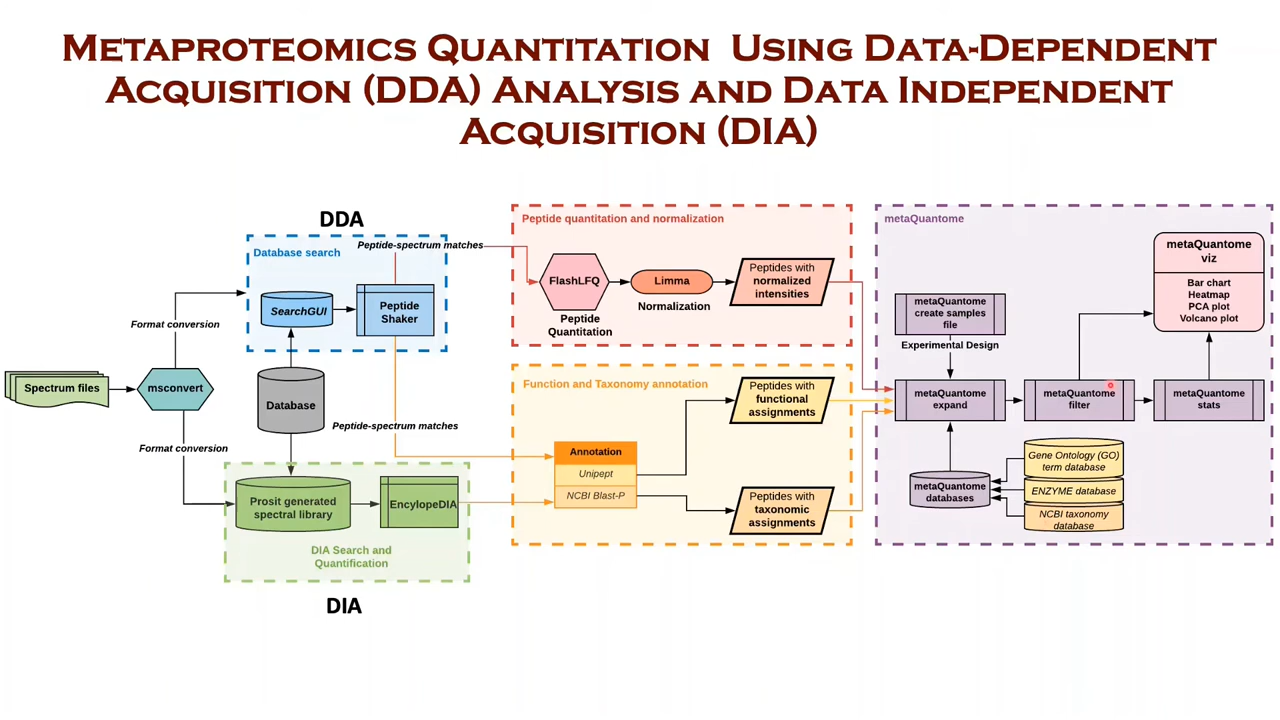 METAPROTEOMICS QUANTITATION USING DATA-DEPENDENT
ACQUISITION (DDA) ANALYSIS AND DATA INDEPENDENT
ACQUISITION (DIA)
DDA
Database search
Peptide-spectrum matches
SearchGUI
Peptide
Shaker
Format conversion
Spectrum files
msconvert
Database
Peptide-spectrum matches
Format conversion
Prosit generated
spectral library
EncylopeDIA
DIA Search and
Quantification
DIA
Peptide quantitation and normalization
FlashLFQ
Peptide
Quantitation
Limma
Normalization
Peptides with
normalized
intensities
Function and Taxonomy annotation
Annotation
Unipept
NCBI Blast-P
Peptides with
functional
assignments
Peptides with
taxonomic
assignments
metaQuantome
metaQuantome
create samples
file
Experimental Design
metaQuantome
expand
metaQuantome
filter
metaQuantome
stats
metaQuantome
viz
Bar chart
Heatmap
PCA plot
Volcano plot
metaQuantome
databases
Gene Ontology (GO)
term database
ENZYME database
NCBI taxonomy
database